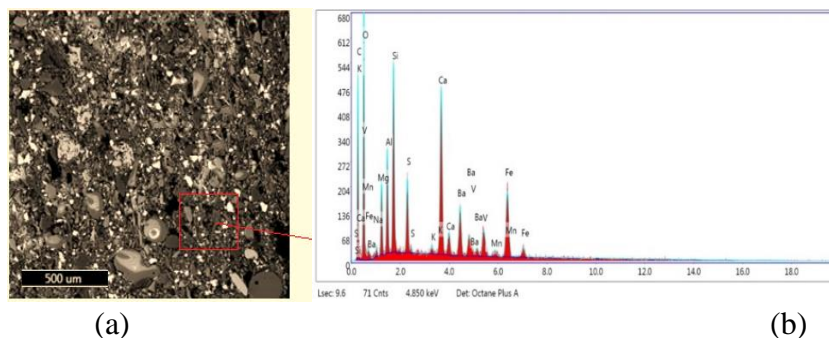 500 um
680
612
544
476
408
340
272
204
136
68
0
O
C
K
Si
Ca
V
Al
S
Mn
Mg
Ba
V
Fe
Ba
Ca
Fe
Na
S
S
Ba
S
K
K
Ca
Ba
Ba
V
Mn
Mn
Fe
0.0 2.0 4.0 6.0 8.0 10.0 12.0 14.0 16.0 18.0
Lsec: 9.6 71 Cnts 4.850 keV Det: Octane Plus A
(a) (b)